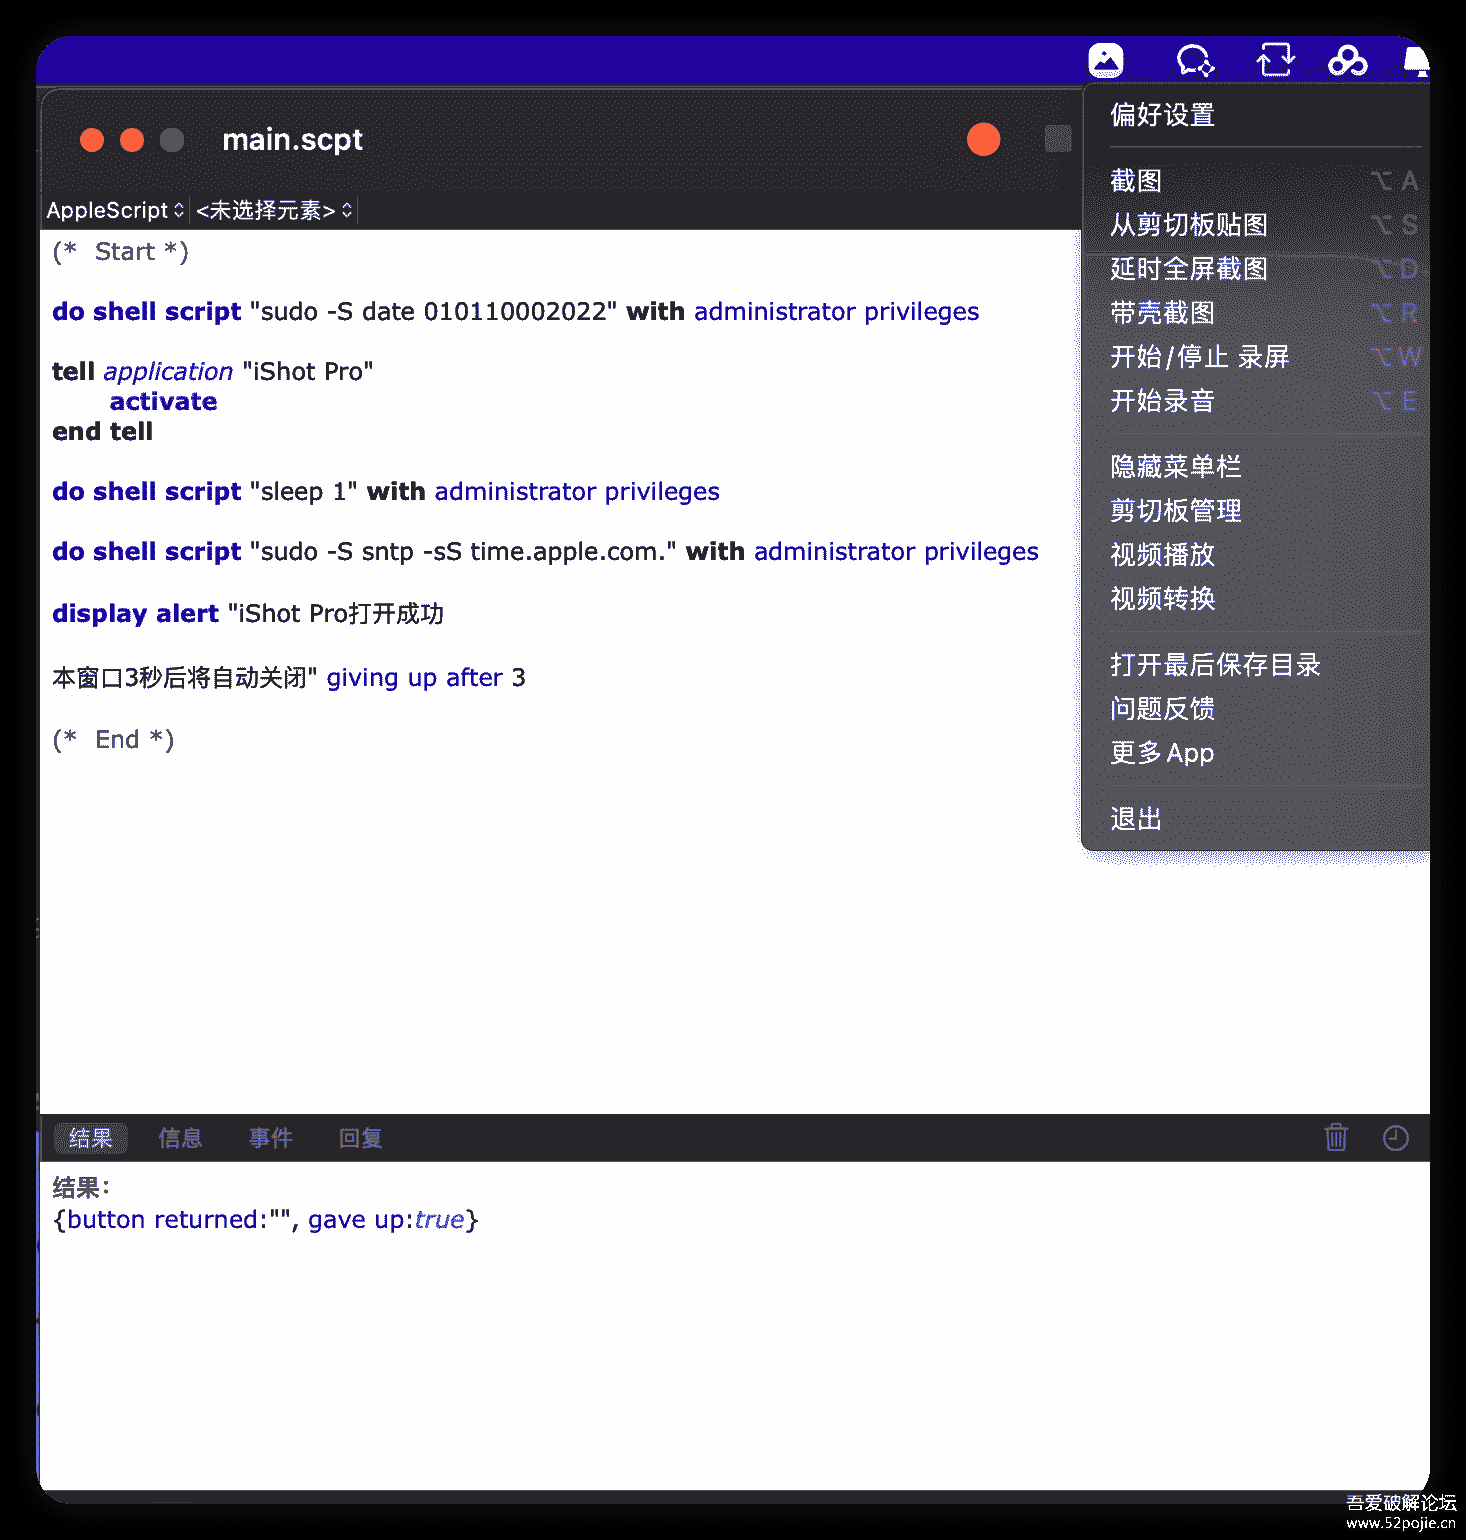 main.scpt
AppleScript
<未选择元素>
(* Start *)
do shell script "sudo -S date 010110002022" with administrator privileges
tell application "iShot Pro"
activate
end tell
do shell script "sleep 1" with administrator privileges
do shell script "sudo -S sntp -sS time.apple.com." with administrator privileges
display alert "iShot Pro打开成功
本窗口3秒后将自动关闭" giving up after 3
(* End *)
偏好设置
截图 ⌥ A
从剪切板贴图 ⌥ S
延时全屏截图 ⌥ D
带壳截图 ⌥ R
开始/停止 录屏 ⌥ W
开始录音 ⌥ E
隐藏菜单栏
剪切板管理
视频播放
视频转换
打开最后保存目录
问题反馈
更多App
退出
结果 信息 事件 回复
结果：
{button returned:"", gave up:true}
吾爱破解论坛
www.52pojie.cn